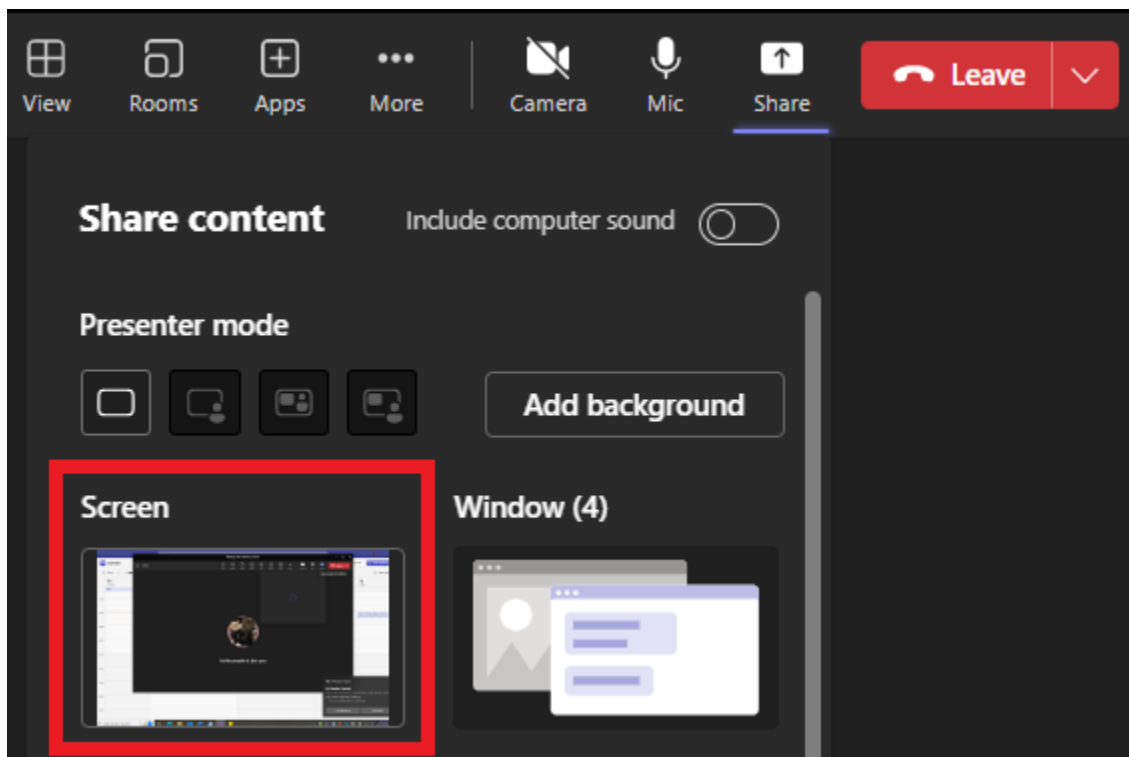 View Rooms Apps More Camera Mic Share Leave
Share content Include computer sound
Presenter mode
Add background
Screen Window (4)